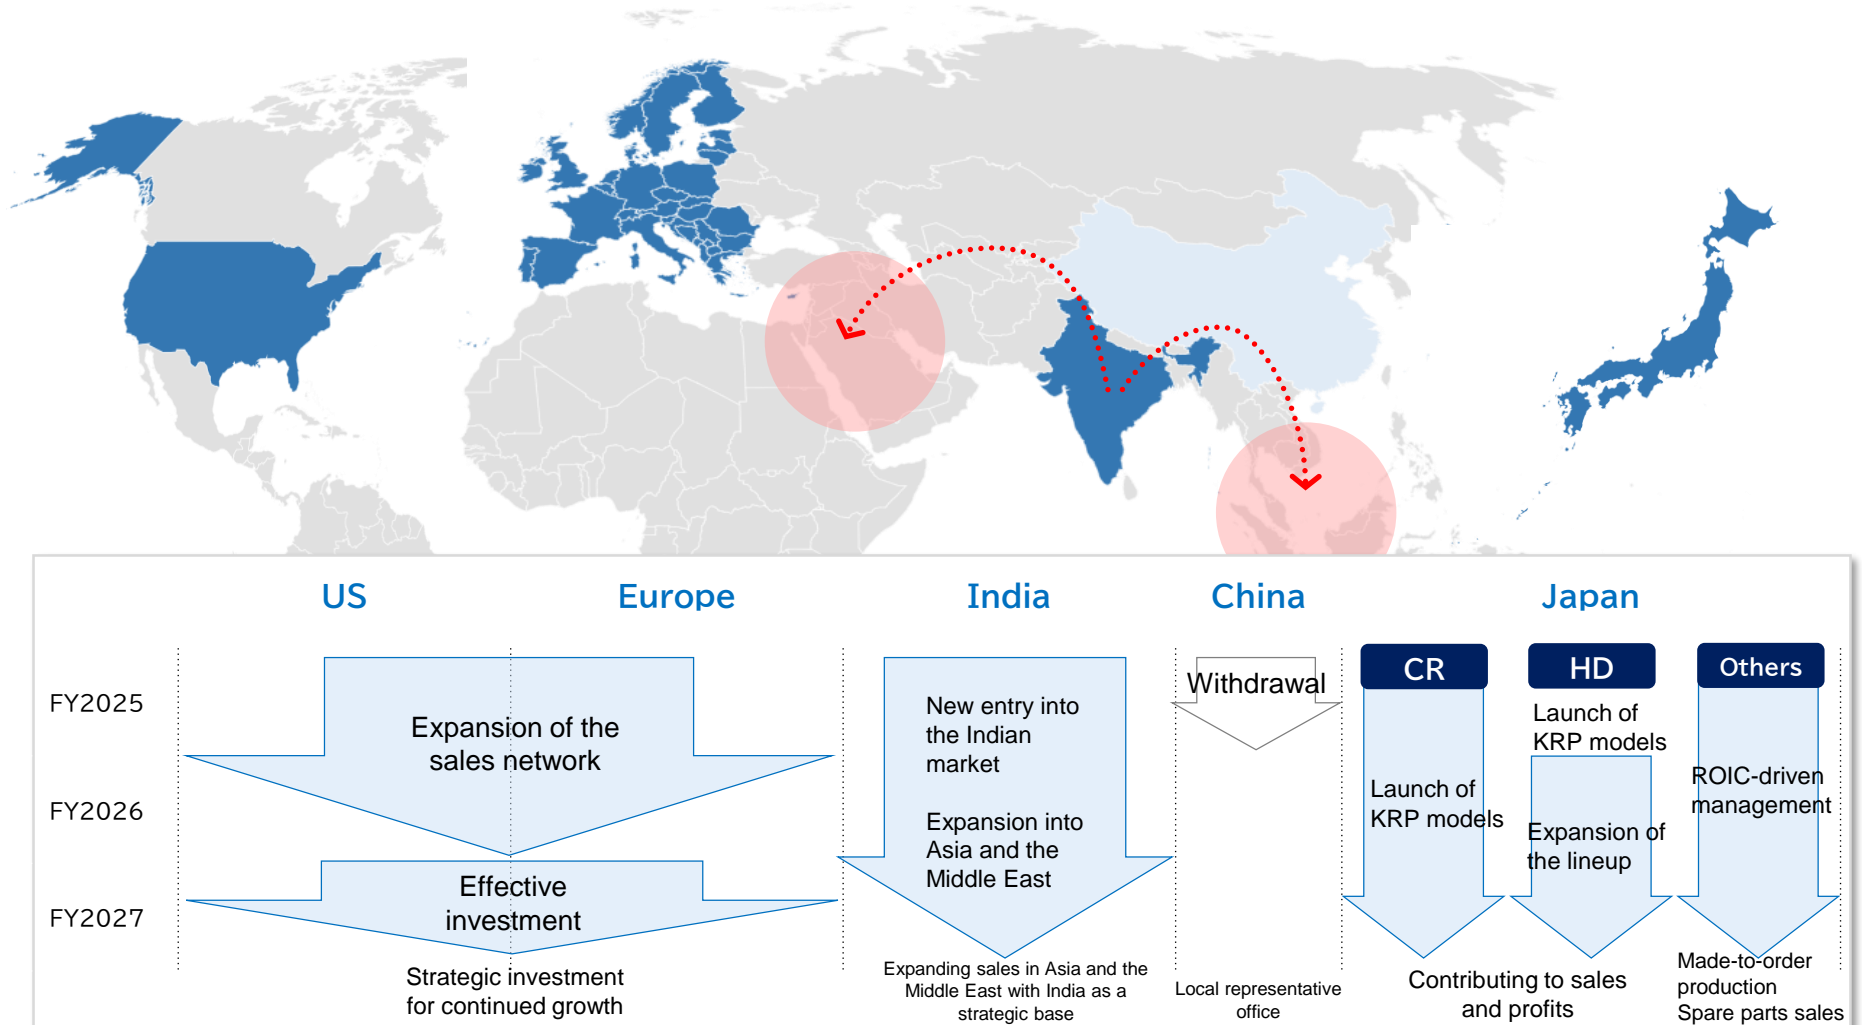 US
Europe
India
China
Japan
FY2025
FY2026
FY2027
Expansion of the
sales network
Effective
investment
Strategic investment
for continued growth
New entry into
the Indian
market
Expansion into
Asia and the
Middle East
Expanding sales in Asia and the
Middle East with India as a
strategic base
Withdrawal
Local representative
office
CR
Launch of
KRP models
HD
Launch of
KRP models
Expansion of
the lineup
Contributing to sales
and profits
Others
ROIC-driven
management
Made-to-order
production
Spare parts sales